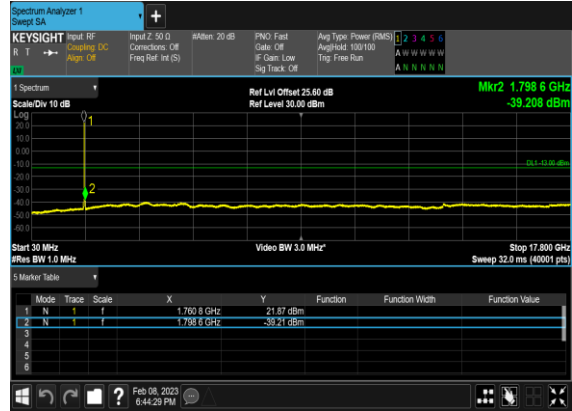 Spectrum Analyzer 1
Swept SA
KEYSIGHT Input: RF Input Z: 50 Ω #Atten: 20 dB PNO: Fast Avg Type: Power (RMS) 1 2 3 4 5 6
R T Coupling: DC Corrections: Off Gate: Off Avg|Hold: 100/100 A W W W W W
Align: Off Freq Ref: Int (S) IF Gain: Low Trig: Free Run
Sig Track: Off A N N N N N
1 Spectrum Ref Lvl Offset 25.60 dB Mkr2 1.798 6 GHz
Scale/Div 10 dB Ref Level 30.00 dBm -39.208 dBm
Log
20.0 1
10.0
0.00
-10.0 DL1 -13.00 dBm
-20.0
-30.0 2
-40.0
-50.0
-60.0
Start 30 MHz Video BW 3.0 MHz* Stop 17.800 GHz
#Res BW 1.0 MHz Sweep 32.0 ms (40001 pts)
5 Marker Table
Mode Trace Scale X Y Function Function Width Function Value
1 N 1 f 1.760 8 GHz 21.87 dBm
2 N 1 f 1.798 6 GHz -39.21 dBm
3
4
5
6
? Feb 08, 2023
6:44:29 PM